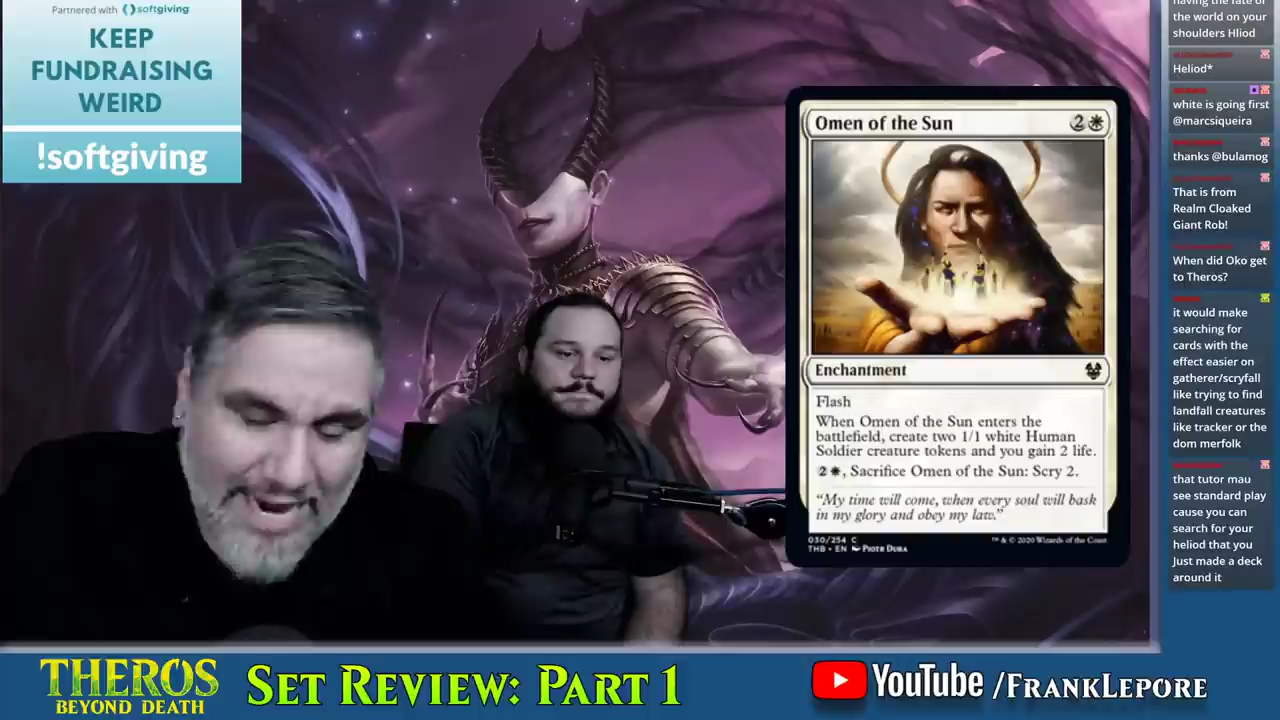 Partned with softgiving
KEEP
FUNDRAISING
WEIRD
!softgiving
Omen of the Sun 2
Enchantment
Flash
When Omen of the Sun enters the
battlefield, create two 1/1 white Human
Soldier creature tokens and you gain 2 life.
2, Sacrifice Omen of the Sun: Scry 2.
“My time will come, when every soul will bask
in my glory and obey my law.”
030/254 C
THB • EN Piotr Dura
™ & © 2020 Wizards of the Coast
having the fate of
the world on your
shoulders Hliod
Heliod*
white is going first
@marcsiqueira
thanks @bulamog
That is from
Realm Cloaked
Giant Rob!
When did Oko get
to Theros?
it would make
searching for
cards with the
effect easier on
gatherer/scryfall
like trying to find
landfall creatures
like tracker or the
dom merfolk
that tutor mau
see standard play
cause you can
search for your
heliod that you
Just made a deck
around it
THEROS
BEYOND DEATH
SET REVIEW: PART 1
YouTube /FRANKLEPORE